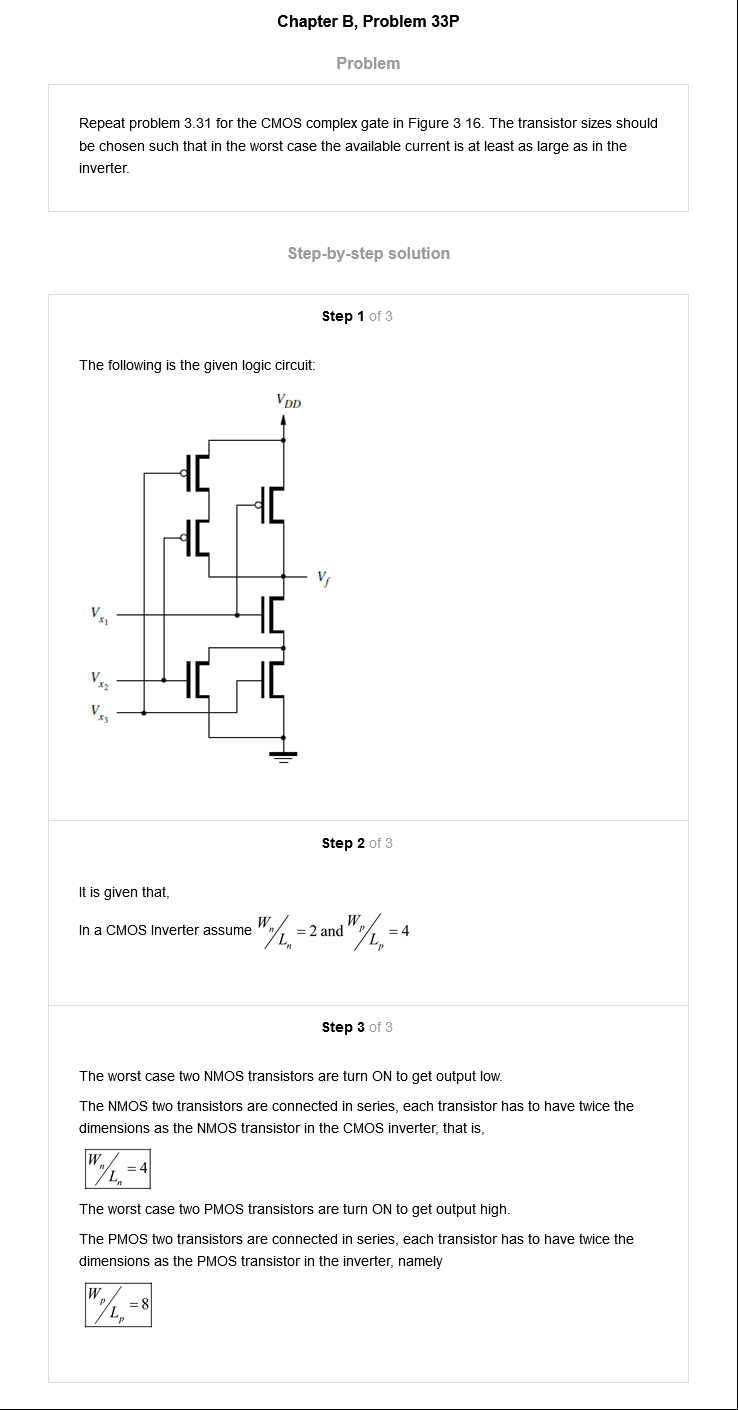 Chapter B, Problem 33P
Problem
Repeat problem 3.31 for the CMOS complex gate in Figure 3 16. The transistor sizes should
be chosen such that in the worst case the available current is at least as large as in the
inverter.
Step-by-step solution
Step 1 of 3
The following is the given logic circuit:
V_DD
V_f
V_x1
V_x2
V_x3
Step 2 of 3
It is given that,
In a CMOS Inverter assume W_n/L_n = 2 and W_p/L_p = 4
Step 3 of 3
The worst case two NMOS transistors are turn ON to get output low.
The NMOS two transistors are connected in series, each transistor has to have twice the
dimensions as the NMOS transistor in the CMOS inverter, that is,
W_n/L_n = 4
The worst case two PMOS transistors are turn ON to get output high.
The PMOS two transistors are connected in series, each transistor has to have twice the
dimensions as the PMOS transistor in the inverter, namely
W_p/L_p = 8